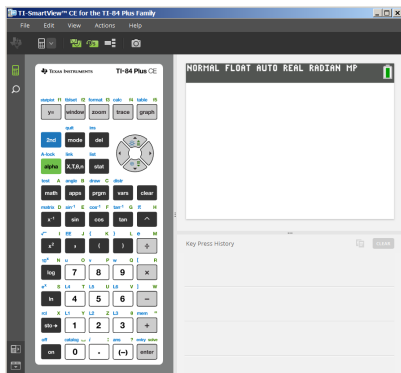 TI-SmartView™ CE for the TI-84 Plus Family
File Edit View Actions Help
TEXAS INSTRUMENTS TI-84 Plus CE
NORMAL FLOAT AUTO REAL RADIAN MP
statplot f1 tblset f2 format f3 calc f4 table f5
y= window zoom trace graph
quit ins
2nd mode del
A-lock link list
alpha X,T,θ,n stat
test A angle B draw C distr
math apps prgm vars clear
matrix D sin⁻¹ E cos⁻¹ F tan⁻¹ G π H
x⁻¹ sin cos tan ^
√ I EE J { K } L e M
x² , ( ) ÷
10ˣ N u O v P w Q [ R
log 7 8 9 ×
eˣ S L4 T L5 U L6 V ] W
ln 4 5 6 −
rcl X L1 Y L2 Z L3 θ mem "
sto→ 1 2 3 +
off catalog i : ans ? entry solve
on 0 . (–) enter
Key Press History
CLEAR